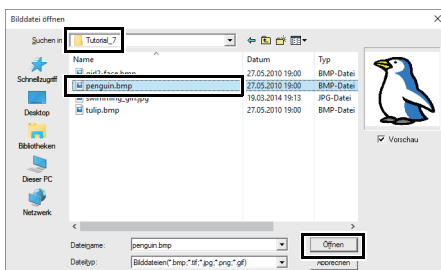 Bilddatei öffnen
Suchen in Tutorial_7
Name Datum Typ
girl2-face.bmp 27.05.2010 19:00 BMP-Datei
penguin.bmp 27.05.2010 19:00 BMP-Datei
swimming_girl.jpg 19.03.2014 19:13 JPG-Datei
tulip.bmp 27.05.2010 19:00 BMP-Datei
Schnellzugriff
Desktop
Bibliotheken
Dieser PC
Netzwerk
Vorschau
Dateiname: penguin.bmp Öffnen
Dateityp: Bilddateien(*.bmp;*.tif;*.jpg;*.png;*.gif) Abbrechen